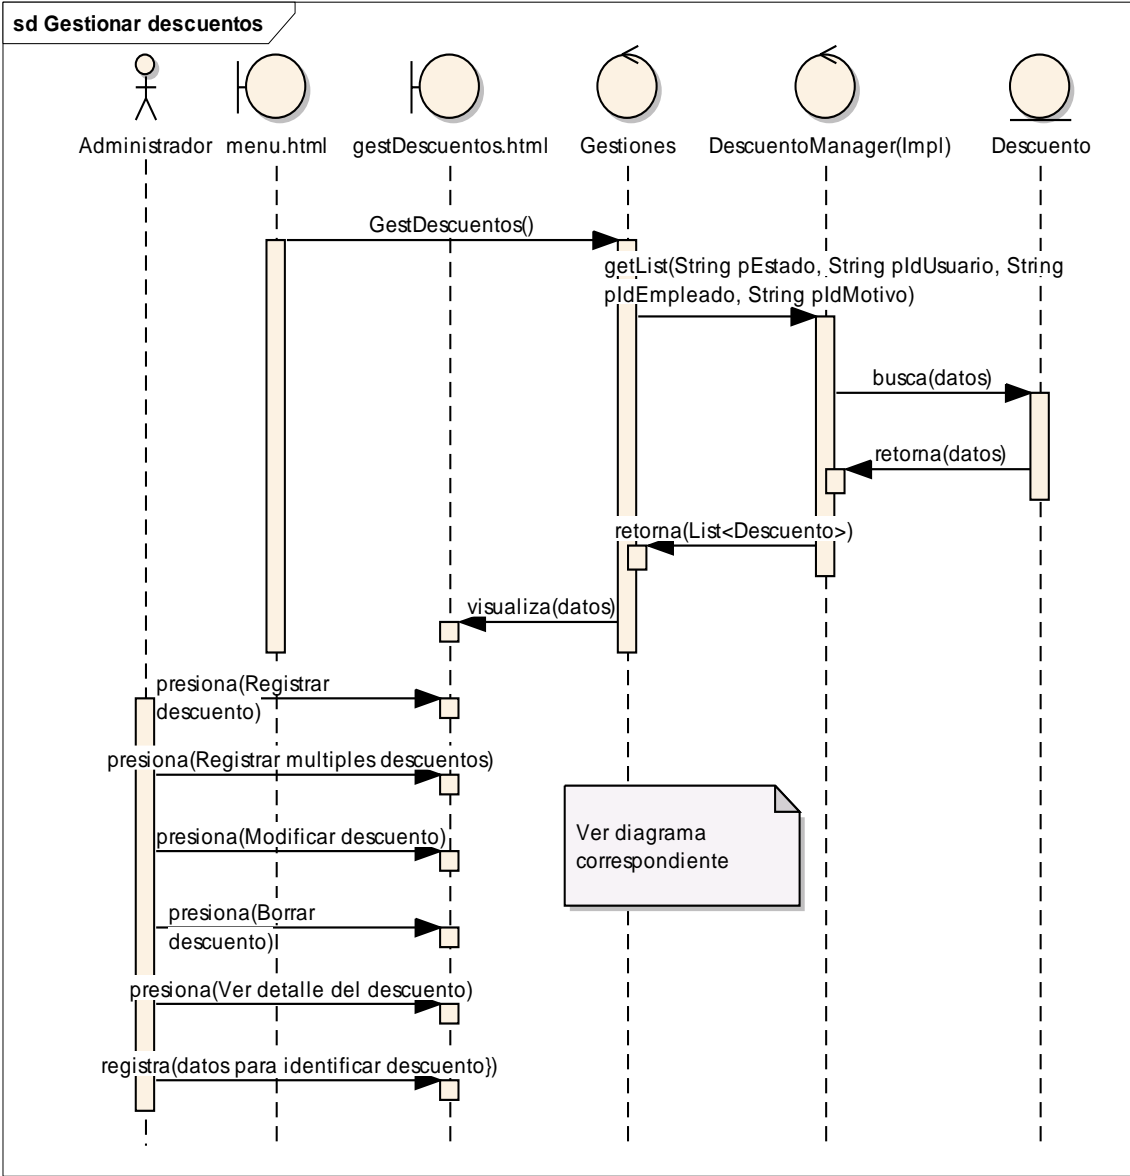 sd Gestionar descuentos
Administrador
menu.html
gestDescuentos.html
Gestiones
DescuentoManager(Impl)
Descuento
GestDescuentos()
getList(String pEstado, String pIdUsuario, String
pIdEmpleado, String pIdMotivo)
busca(datos)
retorna(datos)
retorna(List<Descuento>)
visualiza(datos)
presiona(Registrar
descuento)
presiona(Registrar multiples descuentos)
presiona(Modificar descuento)
Ver diagrama
correspondiente
presiona(Borrar
descuento)
presiona(Ver detalle del descuento)
registra(datos para identificar descuento})